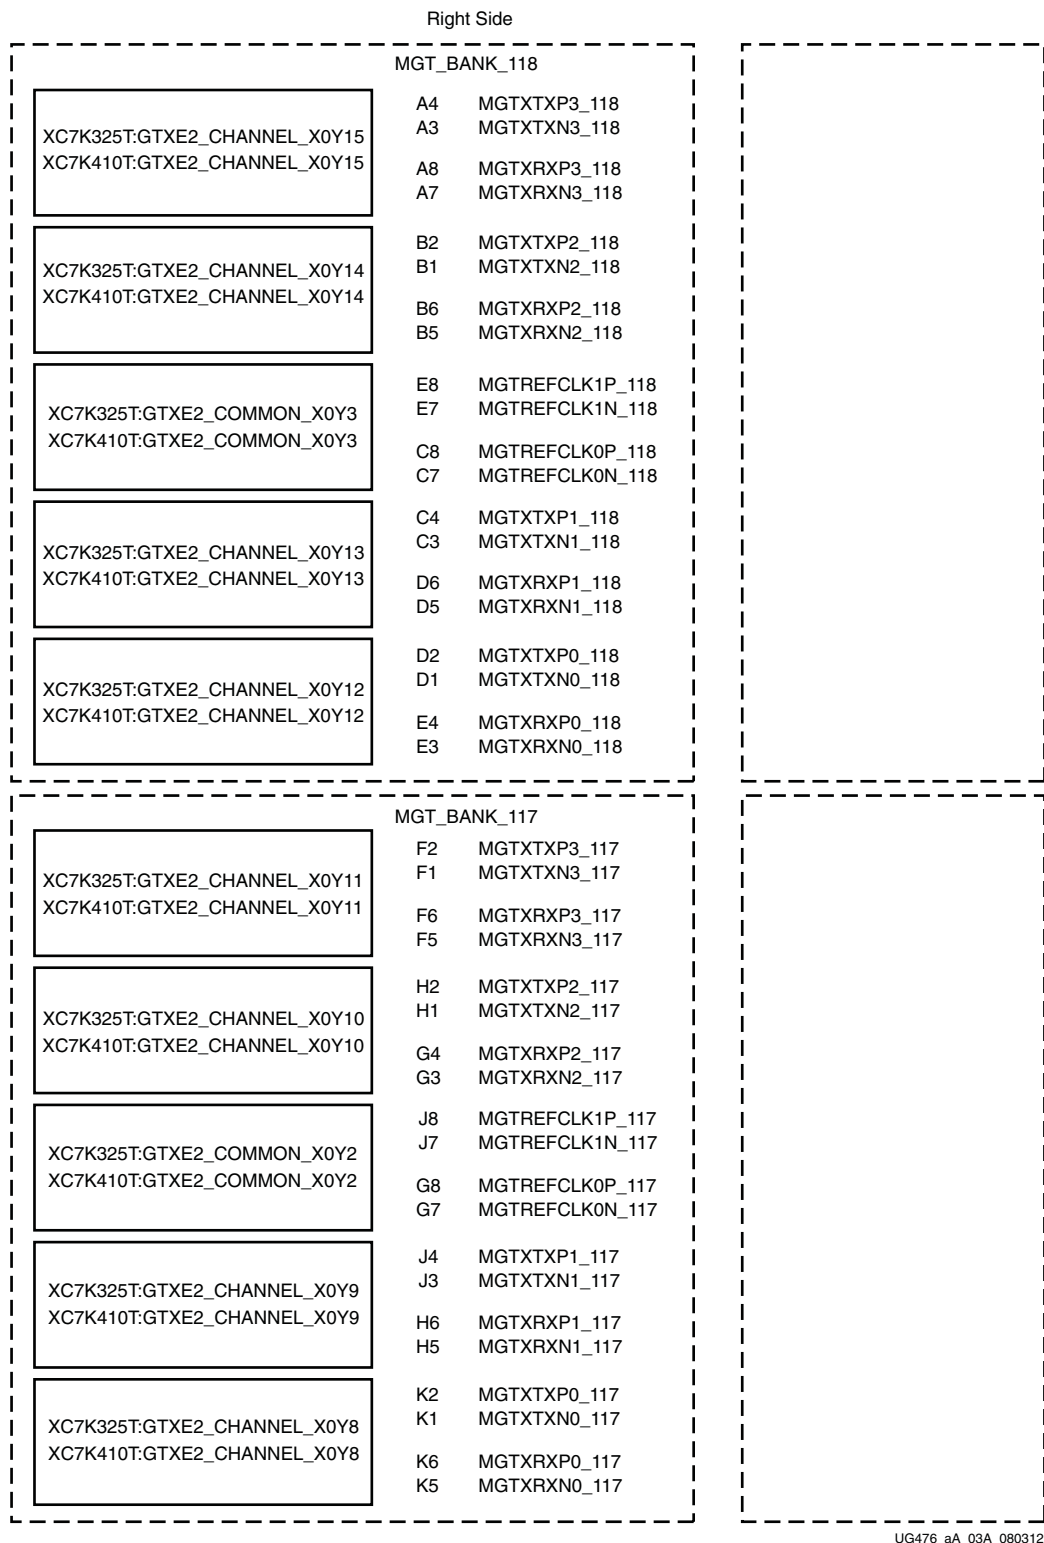 Right Side
MGT_BANK_118
XC7K325T:GTXE2_CHANNEL_X0Y15
XC7K410T:GTXE2_CHANNEL_X0Y15
A4 MGTXTXP3_118
A3 MGTXTXN3_118
A8 MGTXRXP3_118
A7 MGTXRXN3_118
XC7K325T:GTXE2_CHANNEL_X0Y14
XC7K410T:GTXE2_CHANNEL_X0Y14
B2 MGTXTXP2_118
B1 MGTXTXN2_118
B6 MGTXRXP2_118
B5 MGTXRXN2_118
XC7K325T:GTXE2_COMMON_X0Y3
XC7K410T:GTXE2_COMMON_X0Y3
E8 MGTREFCLK1P_118
E7 MGTREFCLK1N_118
C8 MGTREFCLK0P_118
C7 MGTREFCLK0N_118
XC7K325T:GTXE2_CHANNEL_X0Y13
XC7K410T:GTXE2_CHANNEL_X0Y13
C4 MGTXTXP1_118
C3 MGTXTXN1_118
D6 MGTXRXP1_118
D5 MGTXRXN1_118
XC7K325T:GTXE2_CHANNEL_X0Y12
XC7K410T:GTXE2_CHANNEL_X0Y12
D2 MGTXTXP0_118
D1 MGTXTXN0_118
E4 MGTXRXP0_118
E3 MGTXRXN0_118
MGT_BANK_117
XC7K325T:GTXE2_CHANNEL_X0Y11
XC7K410T:GTXE2_CHANNEL_X0Y11
F2 MGTXTXP3_117
F1 MGTXTXN3_117
F6 MGTXRXP3_117
F5 MGTXRXN3_117
XC7K325T:GTXE2_CHANNEL_X0Y10
XC7K410T:GTXE2_CHANNEL_X0Y10
H2 MGTXTXP2_117
H1 MGTXTXN2_117
G4 MGTXRXP2_117
G3 MGTXRXN2_117
XC7K325T:GTXE2_COMMON_X0Y2
XC7K410T:GTXE2_COMMON_X0Y2
J8 MGTREFCLK1P_117
J7 MGTREFCLK1N_117
G8 MGTREFCLK0P_117
G7 MGTREFCLK0N_117
XC7K325T:GTXE2_CHANNEL_X0Y9
XC7K410T:GTXE2_CHANNEL_X0Y9
J4 MGTXTXP1_117
J3 MGTXTXN1_117
H6 MGTXRXP1_117
H5 MGTXRXN1_117
XC7K325T:GTXE2_CHANNEL_X0Y8
XC7K410T:GTXE2_CHANNEL_X0Y8
K2 MGTXTXP0_117
K1 MGTXTXN0_117
K6 MGTXRXP0_117
K5 MGTXRXN0_117
UG476_aA_03A_080312